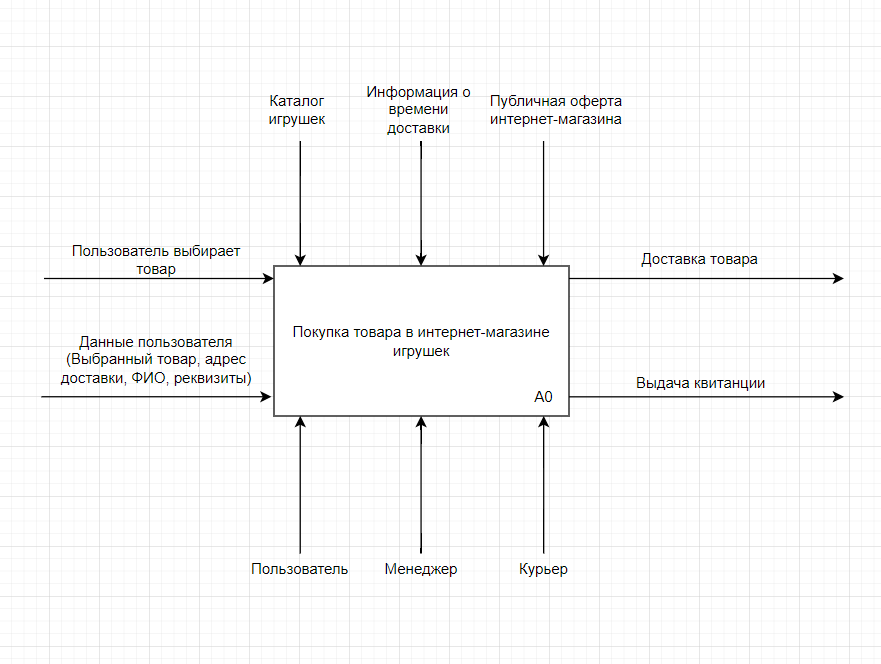 Каталог
игрушек
Информация о
времени
доставки
Публичная оферта
интернет-магазина
Пользователь выбирает
товар
Доставка товара
Данные пользователя
(Выбранный товар, адрес
доставки, ФИО, реквизиты)
Покупка товара в интернет-магазине
игрушек
A0
Выдача квитанции
Пользователь
Менеджер
Курьер